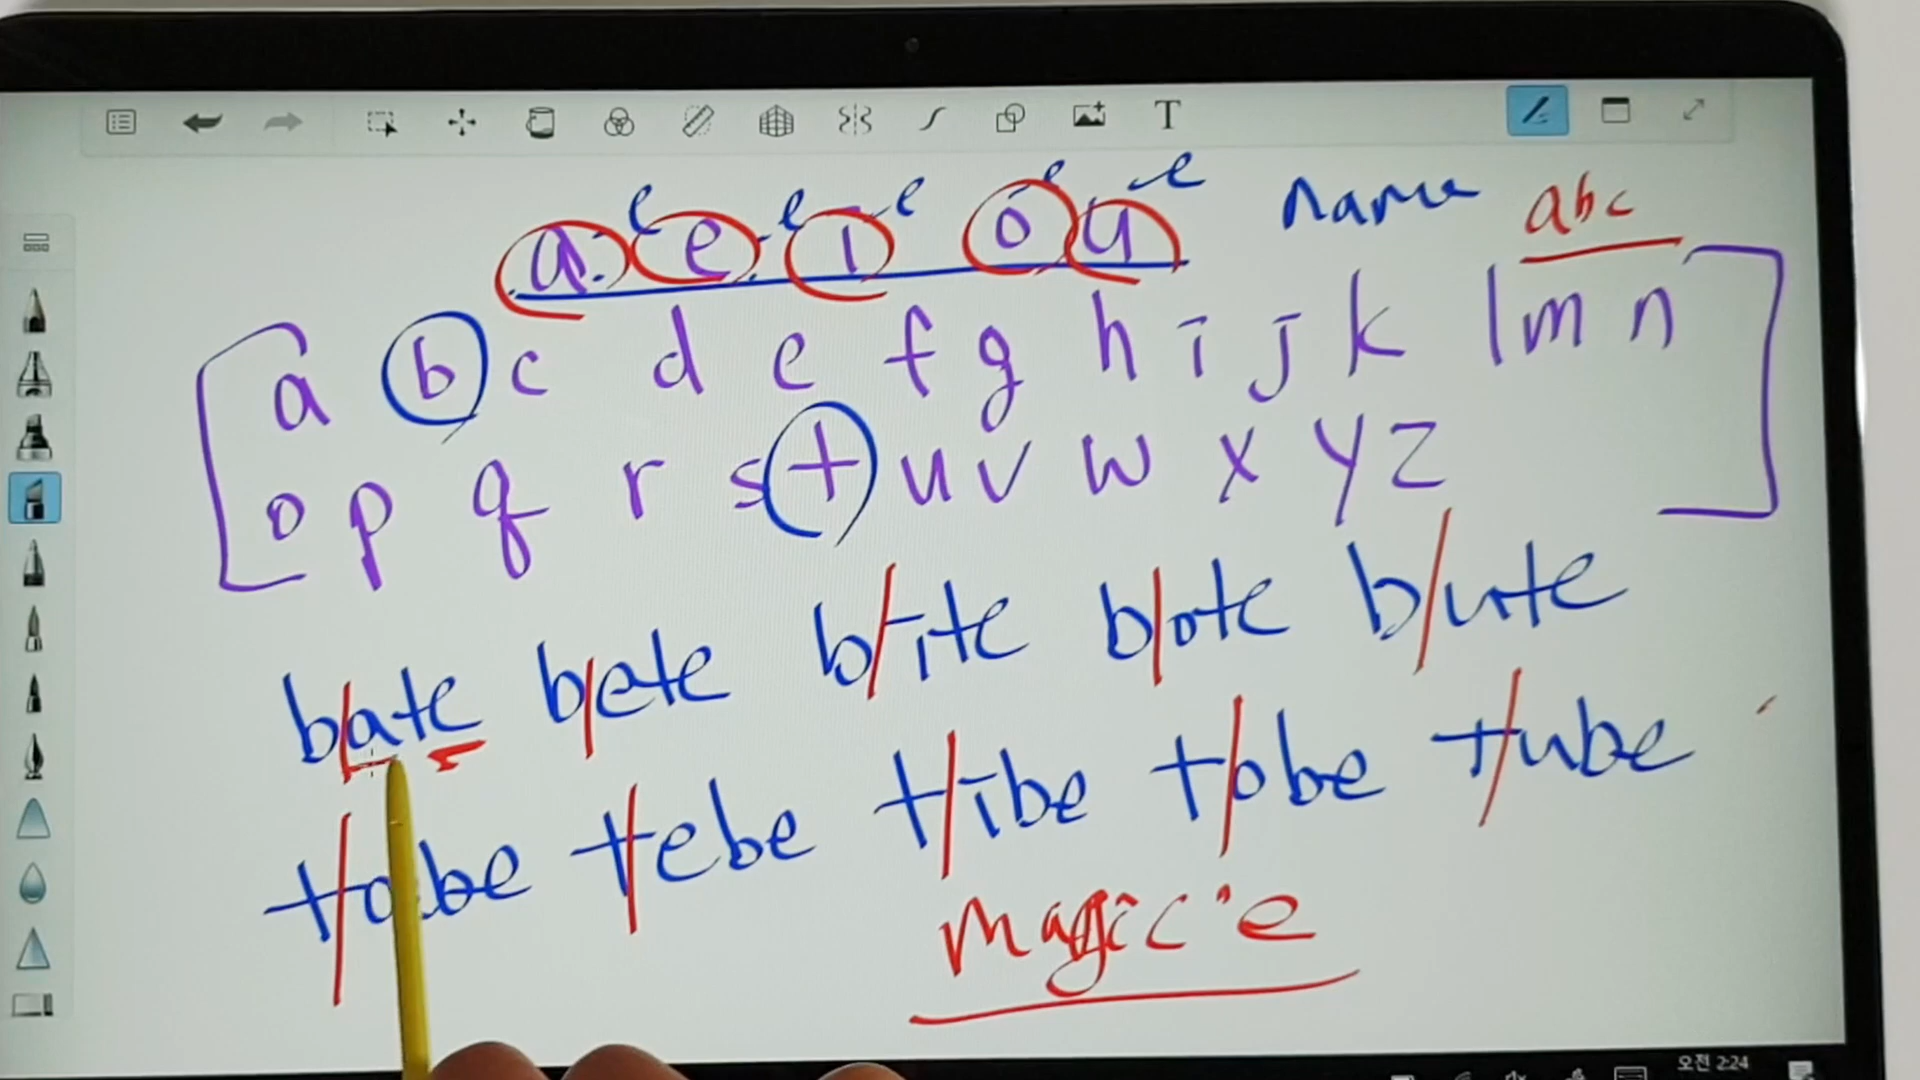 T
e e e e e
a e i o u name abc
a b c d e f g h i j k l m n
o p q r s t u v w x y z
bate bete bite bote bute
tabe tebe tibe tobe tube
magic e
오전 2:24